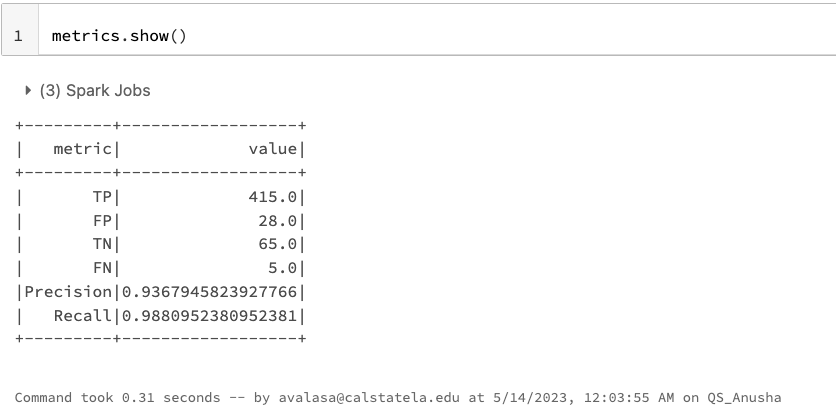 1 metrics.show()
(3) Spark Jobs
+---------+------------------+
|   metric|             value|
+---------+------------------+
|       TP|             415.0|
|       FP|              28.0|
|       TN|              65.0|
|       FN|               5.0|
|Precision|0.9367945823927766|
|   Recall|0.9880952380952381|
+---------+------------------+
Command took 0.31 seconds -- by avalasa@calstatela.edu at 5/14/2023, 12:03:55 AM on QS_Anusha